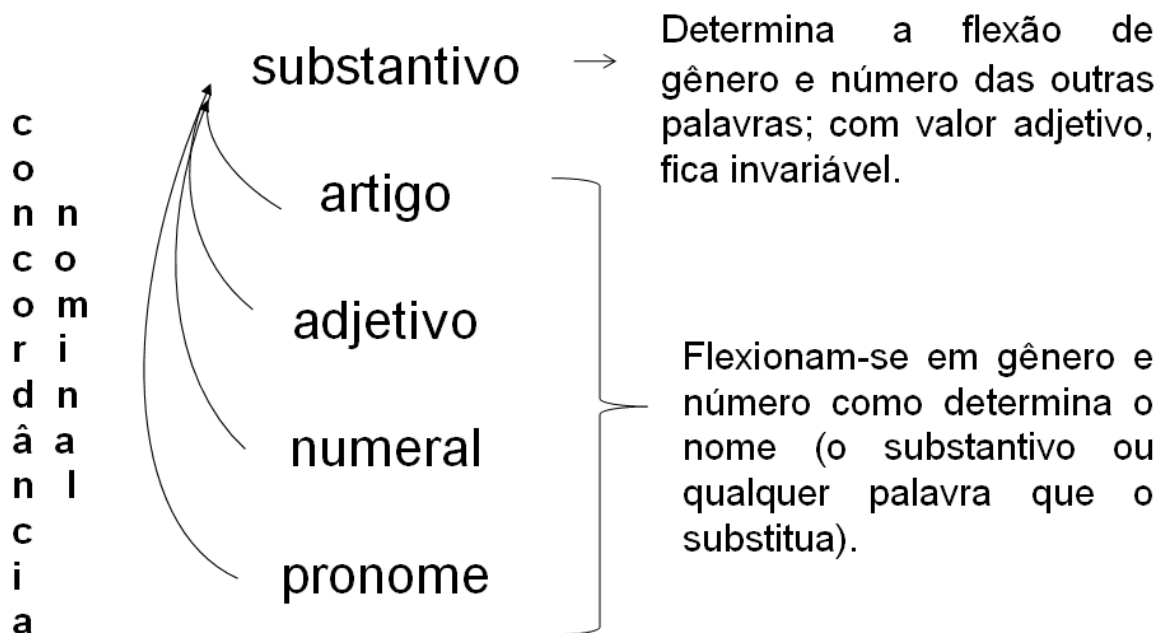 concordância
nominal
substantivo
artigo
adjetivo
numeral
pronome
Determina a flexão de
gênero e número das outras
palavras; com valor adjetivo,
fica invariável.
Flexionam-se em gênero e
número como determina o
nome (o substantivo ou
qualquer palavra que o
substitua).